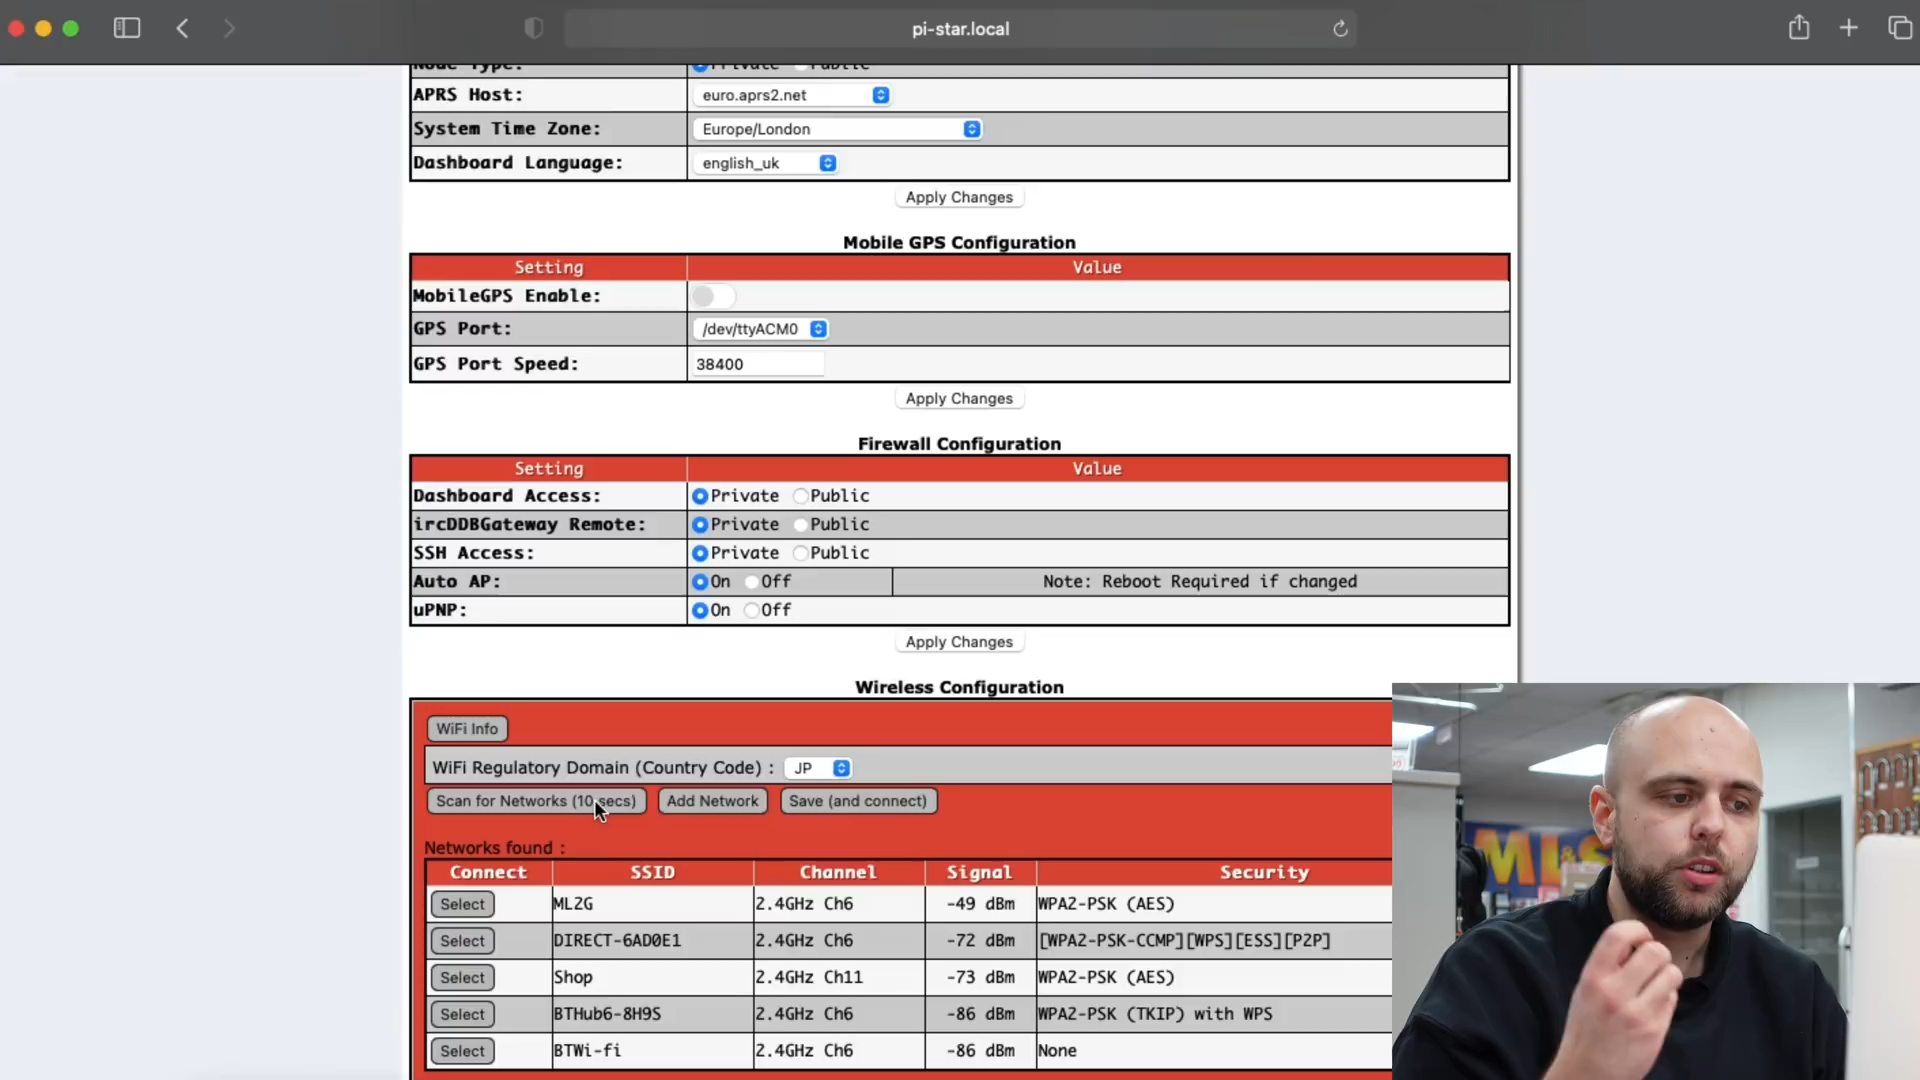 pi-star.local
Node Type: Private Public
APRS Host: euro.aprs2.net
System Time Zone: Europe/London
Dashboard Language: english_uk
Apply Changes
Mobile GPS Configuration
Setting Value
MobileGPS Enable:
GPS Port: /dev/ttyACM0
GPS Port Speed: 38400
Apply Changes
Firewall Configuration
Setting Value
Dashboard Access: Private Public
ircDDBGateway Remote: Private Public
SSH Access: Private Public
Auto AP: On Off Note: Reboot Required if changed
uPNP: On Off
Apply Changes
Wireless Configuration
WiFi Info
WiFi Regulatory Domain (Country Code) : JP
Scan for Networks (10 secs) Add Network Save (and connect)
Networks found :
Connect SSID Channel Signal Security
Select ML2G 2.4GHz Ch6 -49 dBm WPA2-PSK (AES)
Select DIRECT-6AD0E1 2.4GHz Ch6 -72 dBm [WPA2-PSK-CCMP][WPS][ESS][P2P]
Select Shop 2.4GHz Ch11 -73 dBm WPA2-PSK (AES)
Select BTHub6-8H9S 2.4GHz Ch6 -86 dBm WPA2-PSK (TKIP) with WPS
Select BTWi-fi 2.4GHz Ch6 -86 dBm None
ML&S